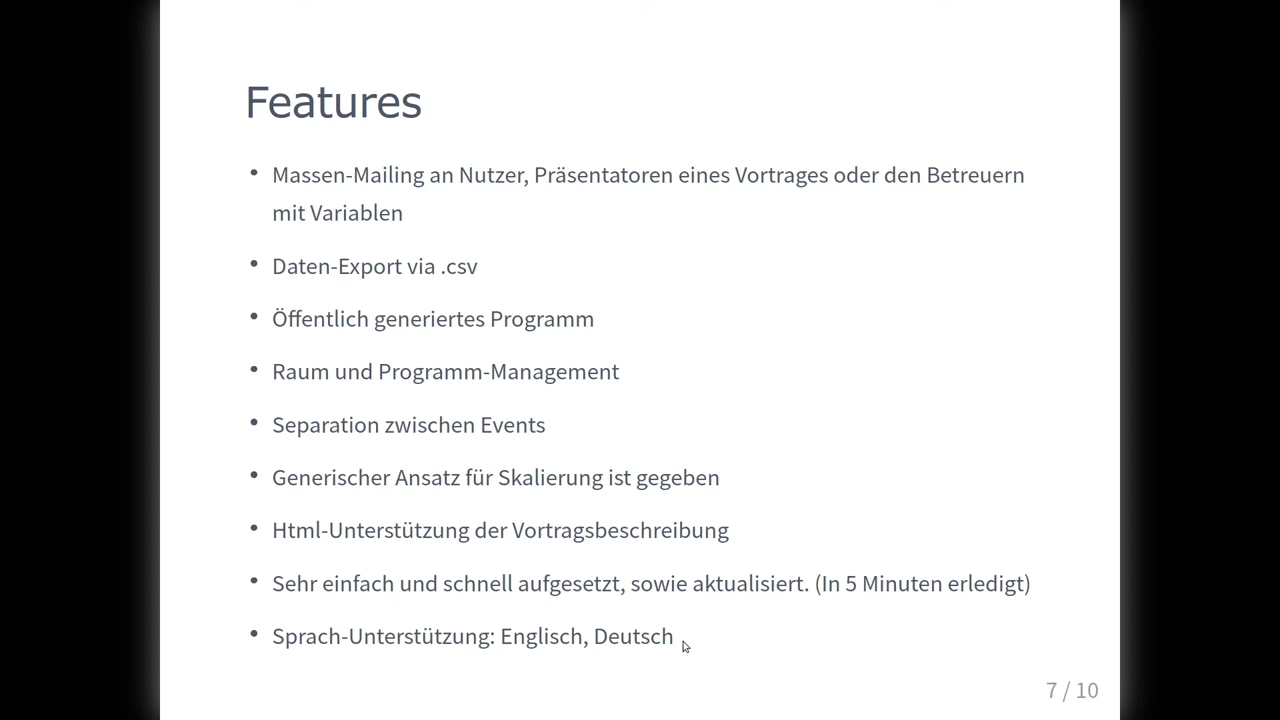 Features
• Massen-Mailing an Nutzer, Präsentatoren eines Vortrages oder den Betreuern
mit Variablen
• Daten-Export via .csv
• Öffentlich generiertes Programm
• Raum und Programm-Management
• Separation zwischen Events
• Generischer Ansatz für Skalierung ist gegeben
• Html-Unterstützung der Vortragsbeschreibung
• Sehr einfach und schnell aufgesetzt, sowie aktualisiert. (In 5 Minuten erledigt)
• Sprach-Unterstützung: Englisch, Deutsch
7 / 10